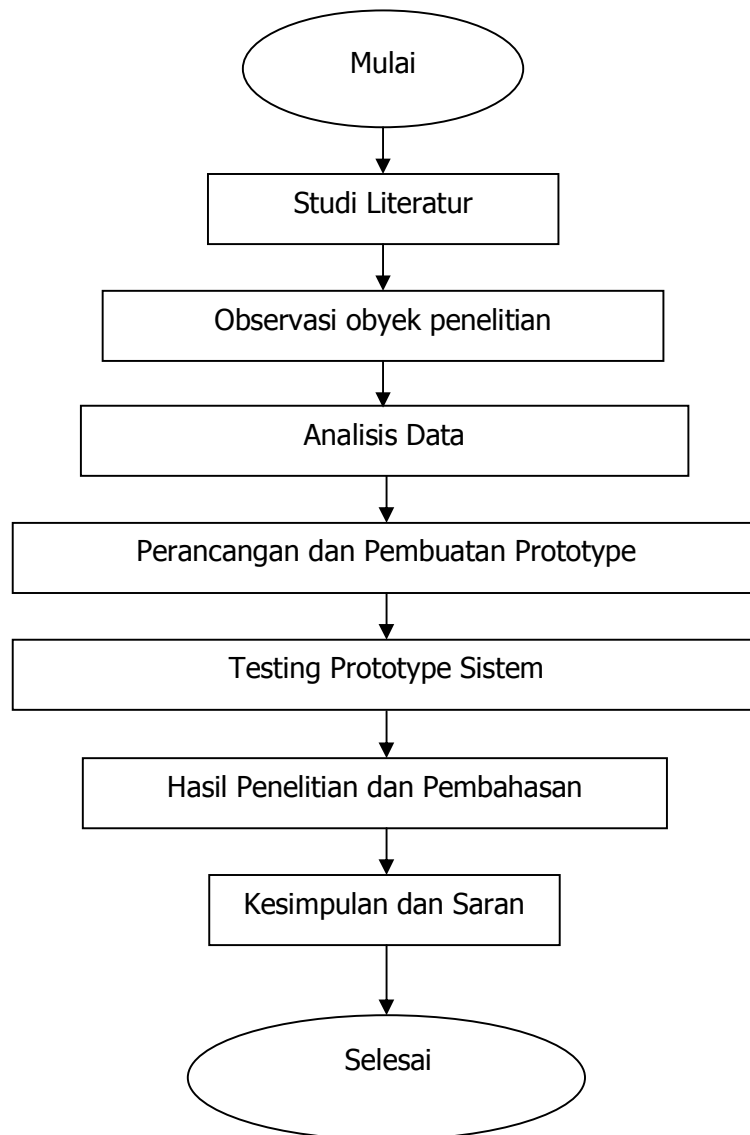 Mulai
Studi Literatur
Observasi obyek penelitian
Analisis Data
Perancangan dan Pembuatan Prototype
Testing Prototype Sistem
Hasil Penelitian dan Pembahasan
Kesimpulan dan Saran
Selesai